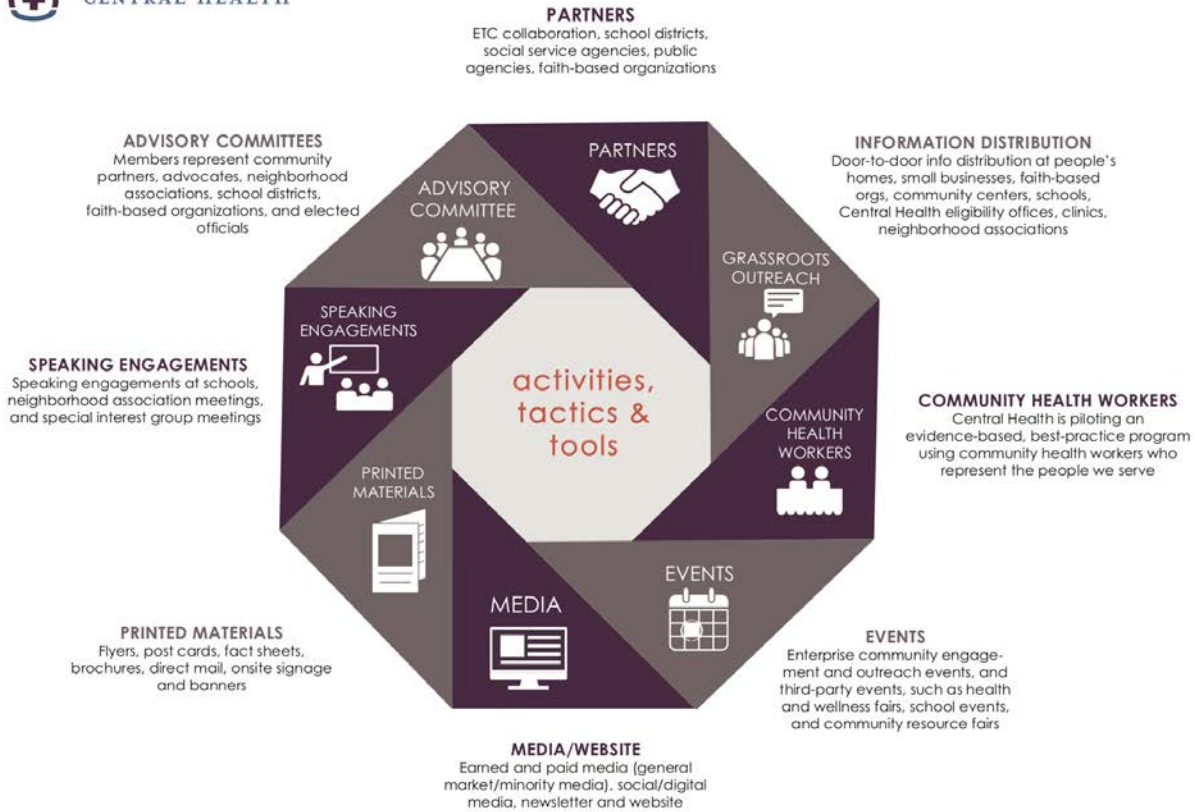 CENTRAL HEALTH
PARTNERS
ETC collaboration, school districts,
social service agencies, public
agencies, faith-based organizations
ADVISORY COMMITTEES
Members represent community
partners, advocates, neighborhood
associations, school districts,
faith-based organizations, and elected
officials
INFORMATION DISTRIBUTION
Door-to-door info distribution at people's
homes, small businesses, faith-based
orgs, community centers, schools,
Central Health eligibility offices, clinics,
neighborhood associations
PARTNERS
ADVISORY
COMMITTEE
GRASSROOTS
OUTREACH
SPEAKING
ENGAGEMENTS
SPEAKING ENGAGEMENTS
Speaking engagements at schools,
neighborhood association meetings,
and special interest group meetings
activities,
tactics &
tools
COMMUNITY
HEALTH
WORKERS
COMMUNITY HEALTH WORKERS
Central Health is piloting an
evidence-based, best-practice program
using community health workers who
represent the people we serve
PRINTED
MATERIALS
EVENTS
MEDIA
PRINTED MATERIALS
Flyers, post cards, fact sheets,
brochures, direct mail, onsite signage
and banners
EVENTS
Enterprise community engage-
ment and outreach events, and
third-party events, such as health
and wellness fairs, school events,
and community resource fairs
MEDIA/WEBSITE
Earned and paid media (general
market/minority media), social/digital
media, newsletter and website